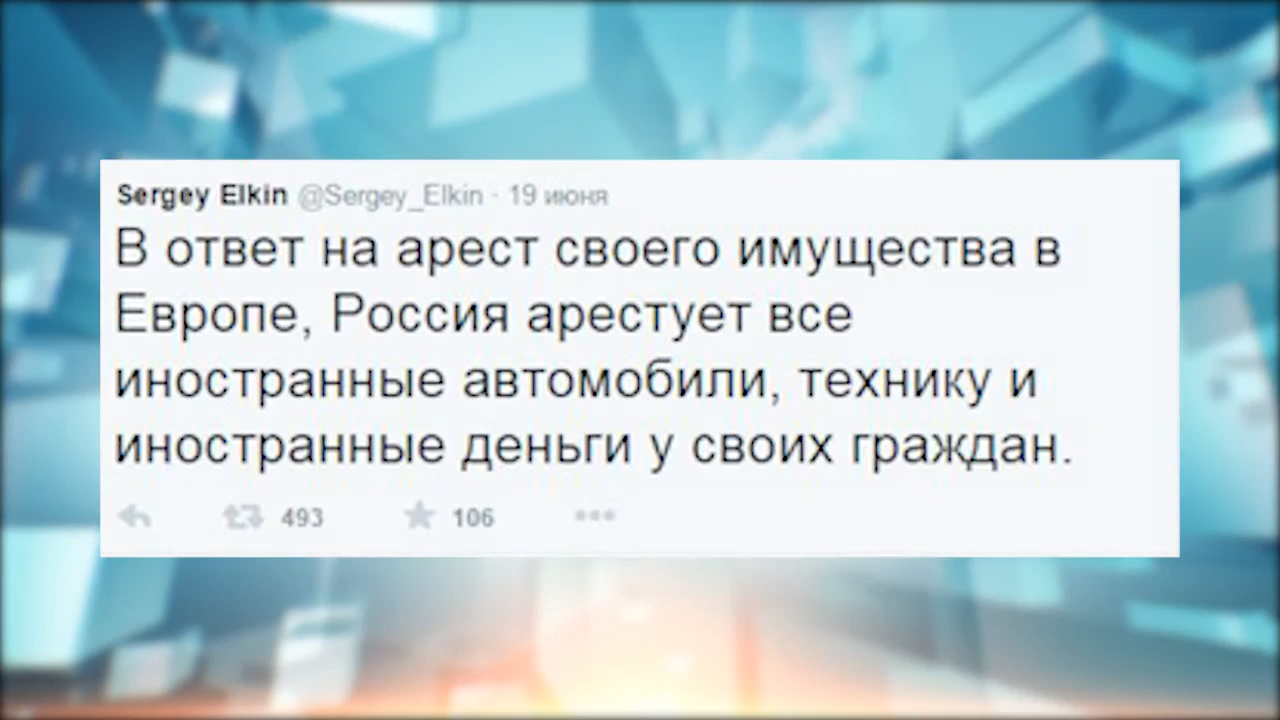 Sergey Elkin @Sergey_Elkin · 19 июня
В ответ на арест своего имущества в
Европе, Россия арестует все
иностранные автомобили, технику и
иностранные деньги у своих граждан.
493 106